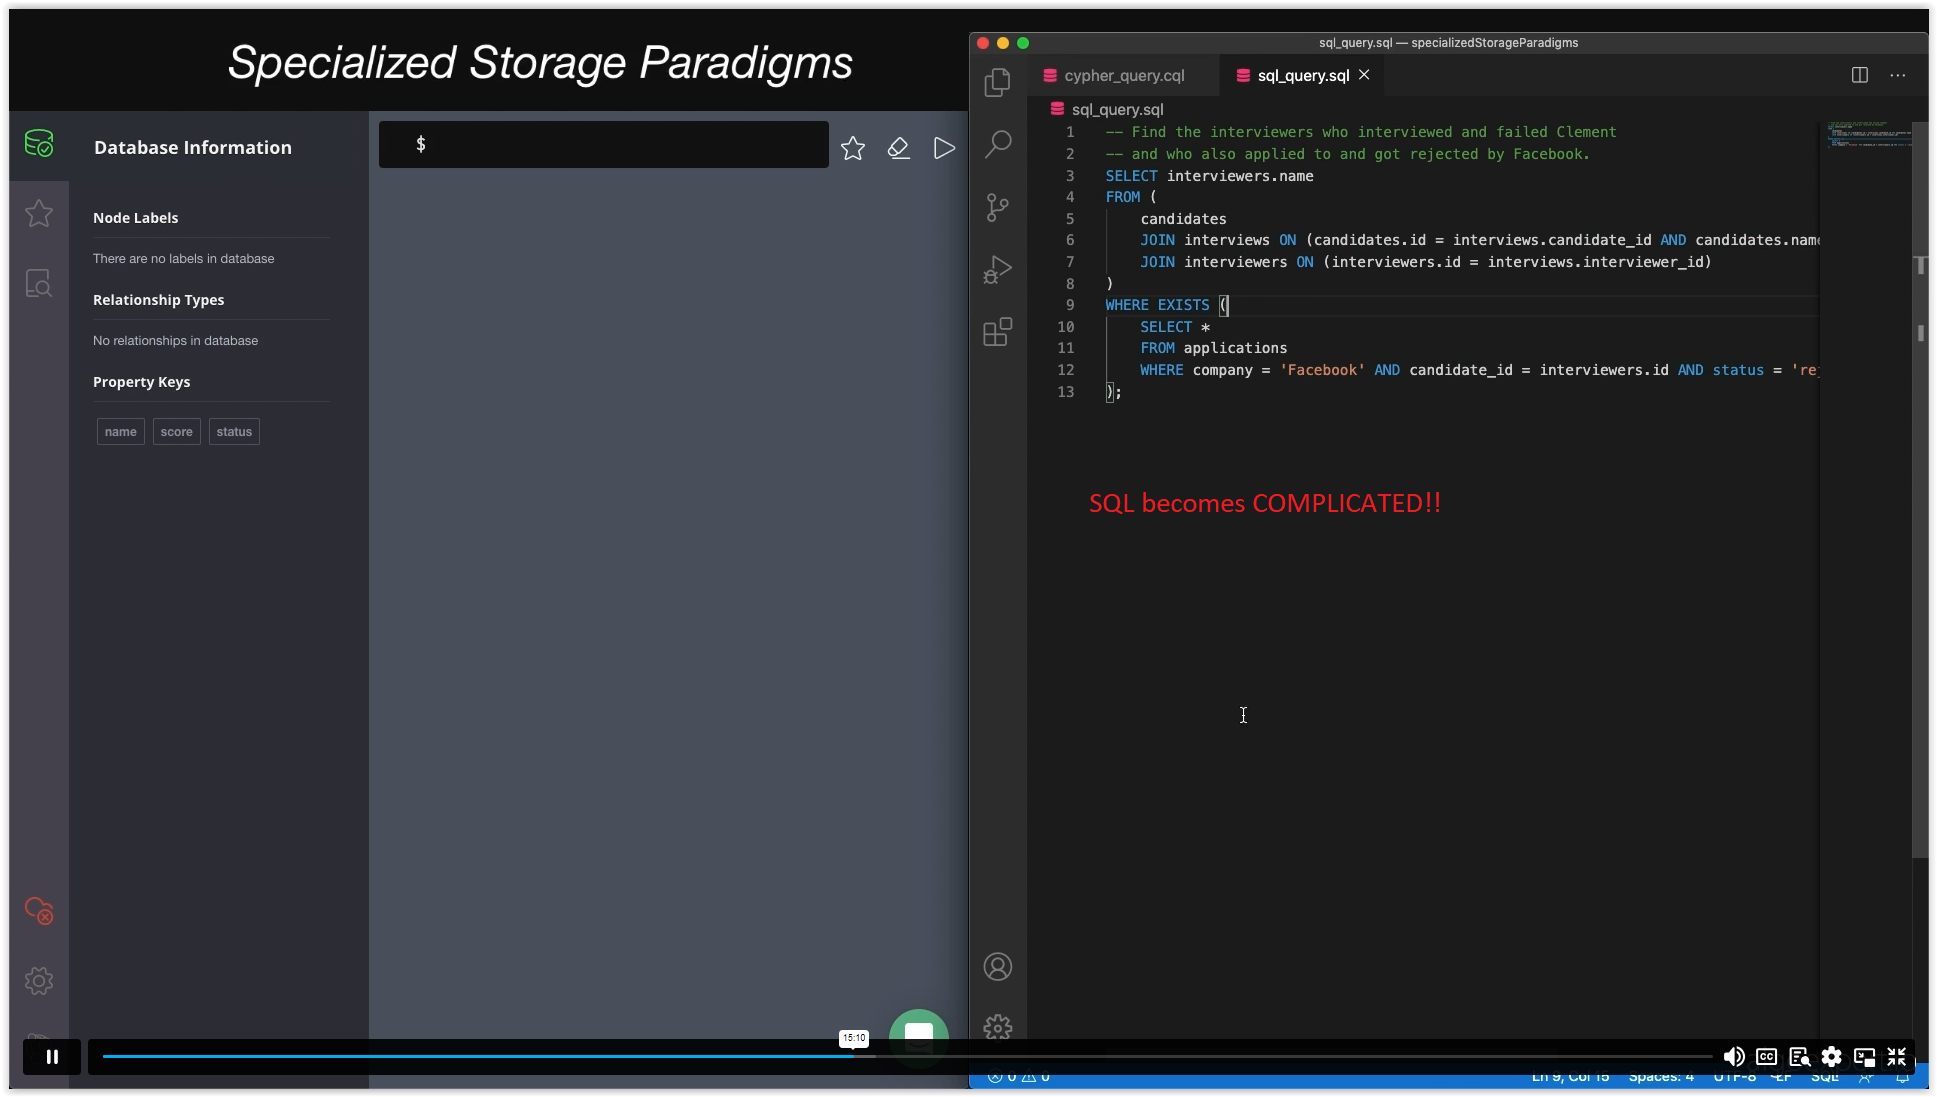 Specialized Storage Paradigms
Database Information
$
Node Labels
There are no labels in database
Relationship Types
No relationships in database
Property Keys
name score status
sql_query.sql — specializedStorageParadigms
cypher_query.cql sql_query.sql
sql_query.sql
1 -- Find the interviewers who interviewed and failed Clement
2 -- and who also applied to and got rejected by Facebook.
3 SELECT interviewers.name
4 FROM (
5 candidates
6 JOIN interviews ON (candidates.id = interviews.candidate_id AND candidates.name
7 JOIN interviewers ON (interviewers.id = interviews.interviewer_id)
8 )
9 WHERE EXISTS (
10 SELECT *
11 FROM applications
12 WHERE company = 'Facebook' AND candidate_id = interviewers.id AND status = 're
13 );
SQL becomes COMPLICATED!!
15:10
CC
0 0
Ln 9, Col 15 Spaces: 4 UTF-8 LF SQL